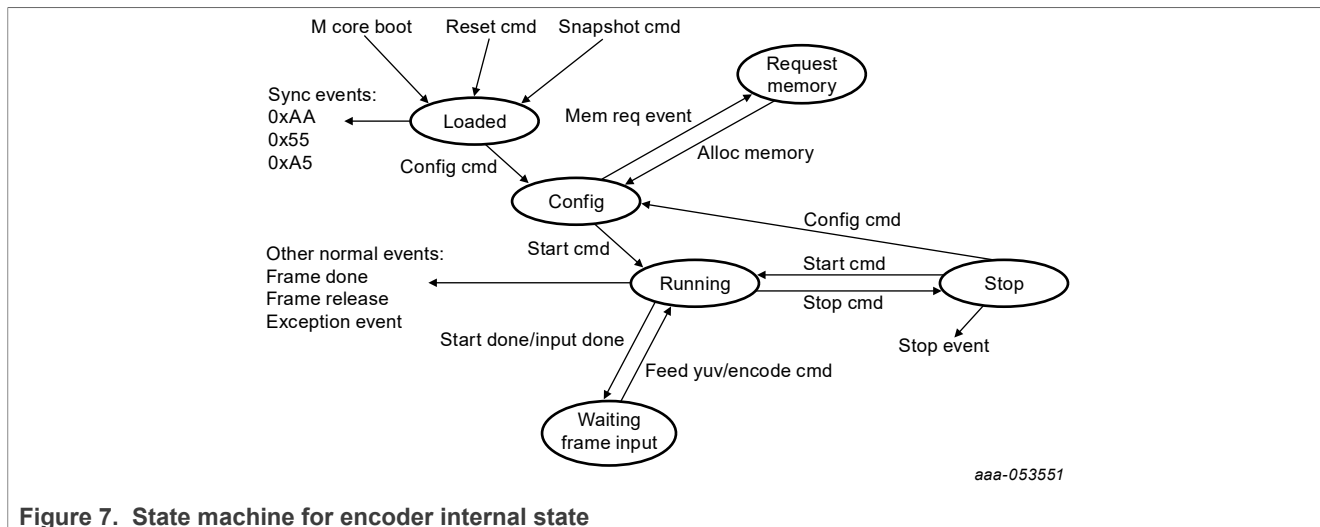 M core boot
Reset cmd
Snapshot cmd
Request
memory
Sync events:
0xAA
0x55
0xA5
Loaded
Mem req event
Alloc memory
Config cmd
Config
Config cmd
Start cmd
Other normal events:
Frame done
Frame release
Exception event
Running
Start cmd
Stop cmd
Stop
Start done/input done
Stop event
Feed yuv/encode cmd
Waiting
frame input
aaa-053551
Figure 7. State machine for encoder internal state